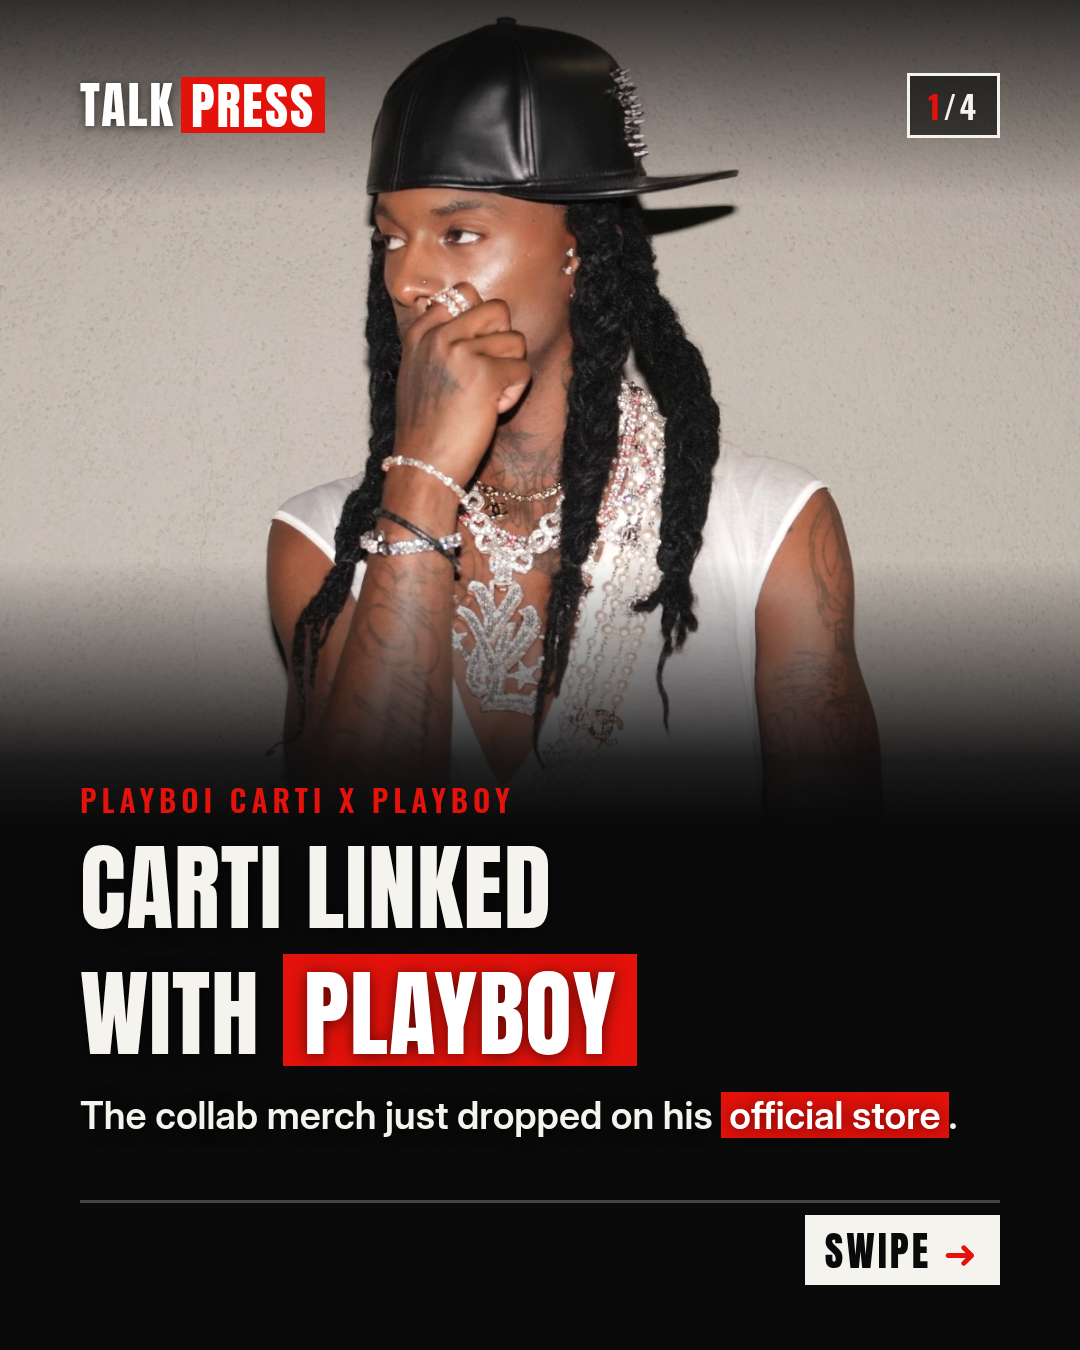 TALK PRESS
1/4
PLAYBOI CARTI X PLAYBOY
CARTI LINKED
WITH PLAYBOY
The collab merch just dropped on his official store.
SWIPE →